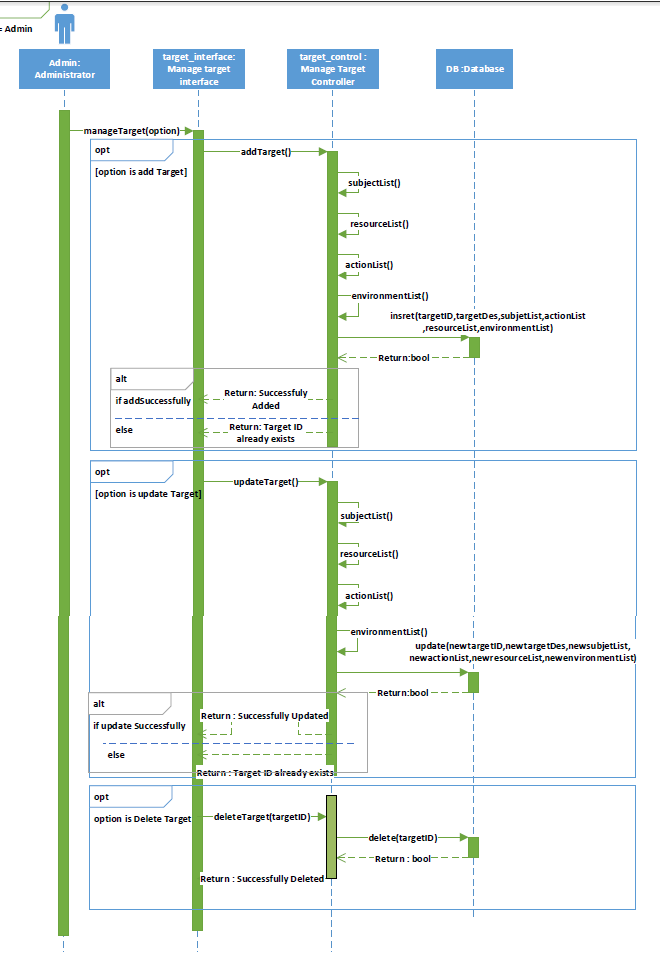 = Admin
Admin:
Administrator
target_interface:
Manage target
interface
target_control :
Manage Target
Controller
DB :Database
manageTarget(option)
opt
[option is add Target]
addTarget()
subjectList()
resourceList()
actionList()
environmentList()
insret(targetID,targetDes,subjetList,actionList
,resourceList,environmentList)
Return:bool
alt
if addSuccessfully
Return: Successfuly
Added
else
Return: Target ID
already exists
opt
[option is update Target]
updateTarget()
subjectList()
resourceList()
actionList()
environmentList()
update(newtargetID,newtargetDes,newsubjetList,
newactionList,newresourceList,newenvironmentList)
Return:bool
alt
if update Successfully
Return : Successfully Updated
else
Return : Target ID already exists
opt
option is Delete Target
deleteTarget(targetID)
delete(targetID)
Return : bool
Return : Successfully Deleted